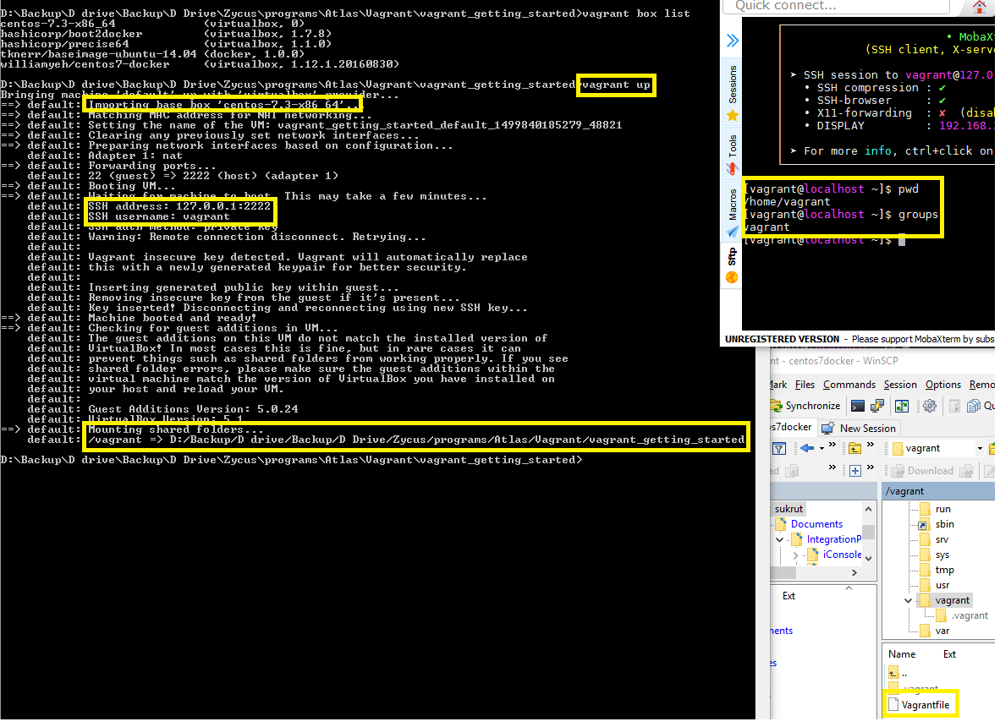 D:\Backup\D drive\Backup\D Drive\Zycus\programs\Atlas\Vagrant\vagrant_getting_started>vagrant box list
centos-7.3-x86_64 (virtualbox, 0)
hashicorp/boot2docker (virtualbox, 1.7.8)
hashicorp/precise64 (virtualbox, 1.1.0)
tknerr/baseimage-ubuntu-14.04 (docker, 1.0.0)
williamyeh/centos7-docker (virtualbox, 1.12.1.20160830)
D:\Backup\D drive\Backup\D Drive\Zycus\programs\Atlas\Vagrant\vagrant_getting_started>vagrant up
Bringing machine 'default' up with 'virtualbox' provider...
==> default: Importing base box 'centos-7.3-x86_64'...
==> default: Matching MAC address for NAT networking...
==> default: Setting the name of the VM: vagrant_getting_started_default_1499840185279_48821
==> default: Clearing any previously set network interfaces...
==> default: Preparing network interfaces based on configuration...
default: Adapter 1: nat
==> default: Forwarding ports...
default: 22 (guest) => 2222 (host) (adapter 1)
==> default: Booting VM...
==> default: Waiting for machine to boot. This may take a few minutes...
default: SSH address: 127.0.0.1:2222
default: SSH username: vagrant
default: SSH auth method: private key
default: Warning: Remote connection disconnect. Retrying...
default:
default: Vagrant insecure key detected. Vagrant will automatically replace
default: this with a newly generated keypair for better security.
default:
default: Inserting generated public key within guest...
default: Removing insecure key from the guest if it's present...
default: Key inserted! Disconnecting and reconnecting using new SSH key...
==> default: Machine booted and ready!
==> default: Checking for guest additions in VM...
default: The guest additions on this VM do not match the installed version of
default: VirtualBox! In most cases this is fine, but in rare cases it can
default: prevent things such as shared folders from working properly. If you see
default: shared folder errors, please make sure the guest additions within the
default: virtual machine match the version of VirtualBox you have installed on
default: your host and reload your VM.
default:
default: Guest Additions Version: 5.0.24
default: VirtualBox Version: 5.1
==> default: Mounting shared folders...
default: /vagrant => D:/Backup/D drive/Backup/D Drive/Zycus/programs/Atlas/Vagrant/vagrant_getting_started
D:\Backup\D drive\Backup\D Drive\Zycus\programs\Atlas\Vagrant\vagrant_getting_started>
Quick connect...
Sessions
Tools
Macros
Sftp
• MobaXt
(SSH client, X-serv
➤ SSH session to vagrant@127.0
• SSH compression : ✔
• SSH-browser : ✔
• X11-forwarding : ✘ (disa
• DISPLAY : 192.168.
➤ For more info, ctrl+click on
[vagrant@localhost ~]$ pwd
/home/vagrant
[vagrant@localhost ~]$ groups
vagrant
[vagrant@localhost ~]$
UNREGISTERED VERSION - Please support MobaXterm by subs
nt - centos7docker - WinSCP
Mark Files Commands Session Options Remo
Synchronize Qu
s7docker New Session
vagrant
ad Download
/vagrant
sukrut
Documents
IntegrationP
iConsole
run
sbin
srv
sys
tmp
usr
vagrant
.vagrant
var
Ext
ments
es
Name Ext
..
.vagrant
Vagrantfile